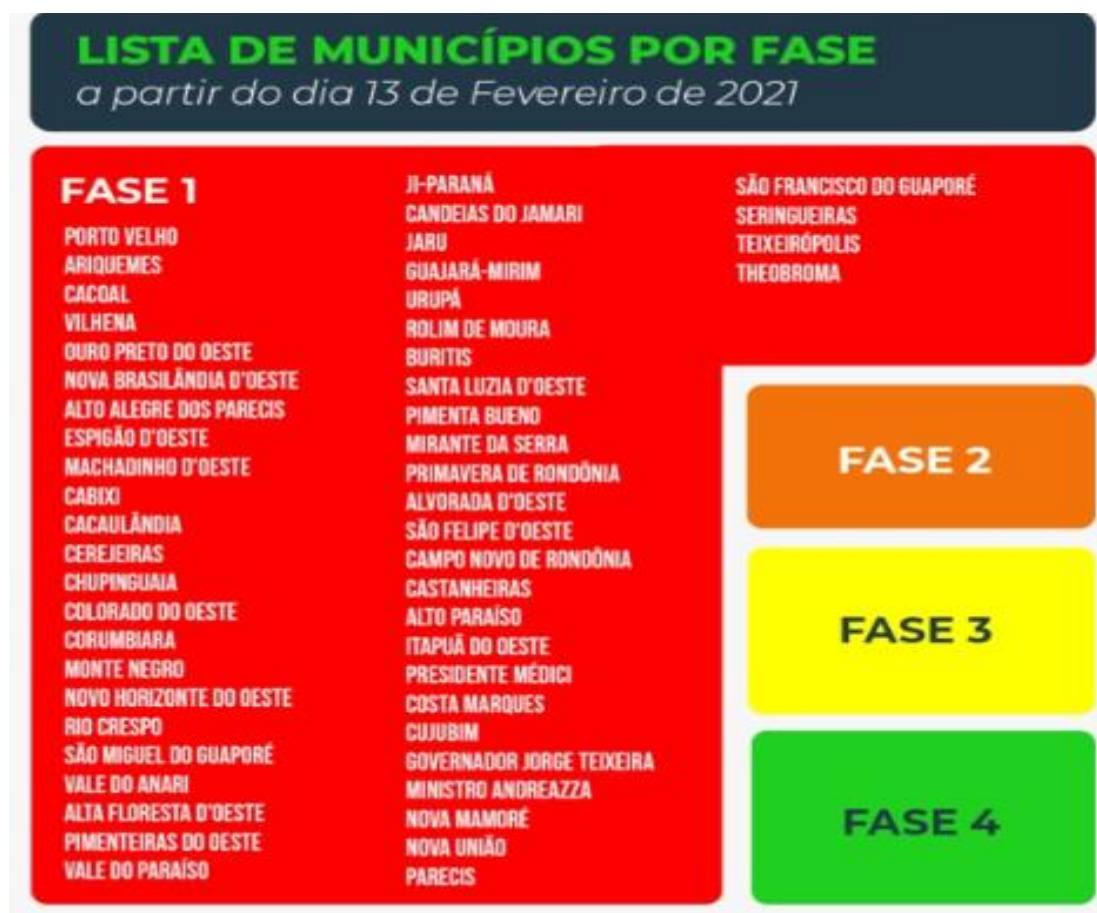 LISTA DE MUNICÍPIOS POR FASE
a partir do dia 13 de Fevereiro de 2021
FASE 1
PORTO VELHO
ARIQUEMES
CACOAL
VILHENA
OURO PRETO DO OESTE
NOVA BRASILÂNDIA D'OESTE
ALTO ALEGRE DOS PARECIS
ESPIGÃO D'OESTE
MACHADINHO D'OESTE
CABIXI
CACAULÂNDIA
CEREJEIRAS
CHUPINGUAIA
COLORADO DO OESTE
CORUMBIARA
MONTE NEGRO
NOVO HORIZONTE DO OESTE
RIO CRESPO
SÃO MIGUEL DO GUAPORÉ
VALE DO ANARI
ALTA FLORESTA D'OESTE
PIMENTEIRAS DO OESTE
VALE DO PARAÍSO
JI-PARANÁ
CANDEIAS DO JAMARI
JARU
GUAJARÁ-MIRIM
URUPÁ
ROLIM DE MOURA
BURITIS
SANTA LUZIA D'OESTE
PIMENTA BUENO
MIRANTE DA SERRA
PRIMAVERA DE RONDÔNIA
ALVORADA D'OESTE
SÃO FELIPE D'OESTE
CAMPO NOVO DE RONDÔNIA
CASTANHEIRAS
ALTO PARAÍSO
ITAPUÃ DO OESTE
PRESIDENTE MÉDICI
COSTA MARQUES
CUJUBIM
GOVERNADOR JORGE TEIXEIRA
MINISTRO ANDREAZZA
NOVA MAMORÉ
NOVA UNIÃO
PARECIS
SÃO FRANCISCO DO GUAPORÉ
SERINGUEIRAS
TEIXEIRÓPOLIS
THEOBROMA
FASE 2
FASE 3
FASE 4